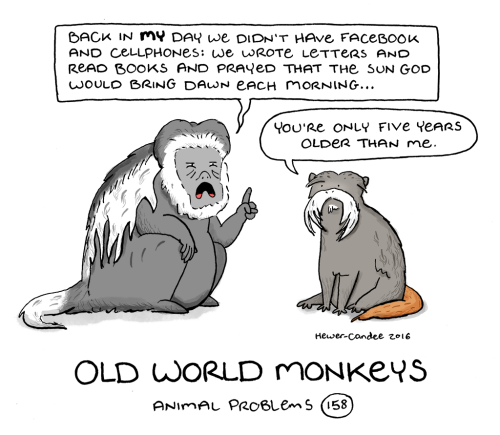 BACK IN MY DAY WE DIDN'T HAVE FACEBOOK
AND CELLPHONES: WE WROTE LETTERS AND
READ BOOKS AND PRAYED THAT THE SUN GOD
WOULD BRING DAWN EACH MORNING...
YOU'RE ONLY FIVE YEARS
OLDER THAN ME.
Hewer-Candee 2016
OLD WORLD MONKEYS
ANIMAL PROBLEMS 158